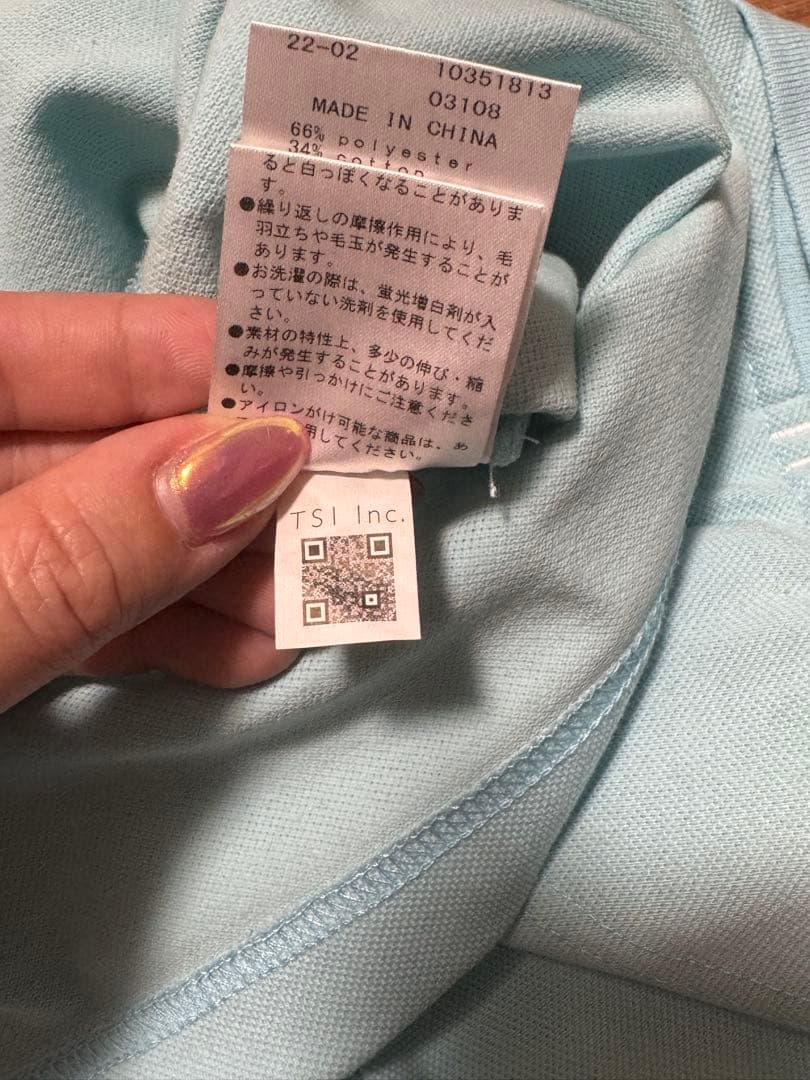 22-02
10351813
03108
MADE IN CHINA
66% polyester
34% cotton
ると白っぽくなることがありま
す。
●繰り返しの摩擦作用により、毛
羽立ちや毛玉が発生することが
あります。
●お洗濯の際は、蛍光増白剤が入
っていない洗剤を使用してくだ
さい。
●素材の特性上、多少の伸び・縮
みが発生することがあります。
●摩擦や引っかけにご注意くださ
い。
●アイロンがけ可能な商品は、あ
用してください。
TSI Inc.